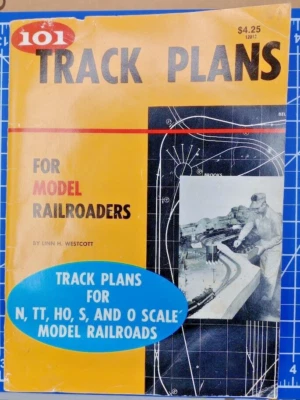 101
$4.25
TRACK PLANS
FOR
MODEL
RAILROADERS
BY LINN H. WESTCOTT
TRACK PLANS
FOR
N, TT, HO, S, AND O SCALE
MODEL RAILROADS
4